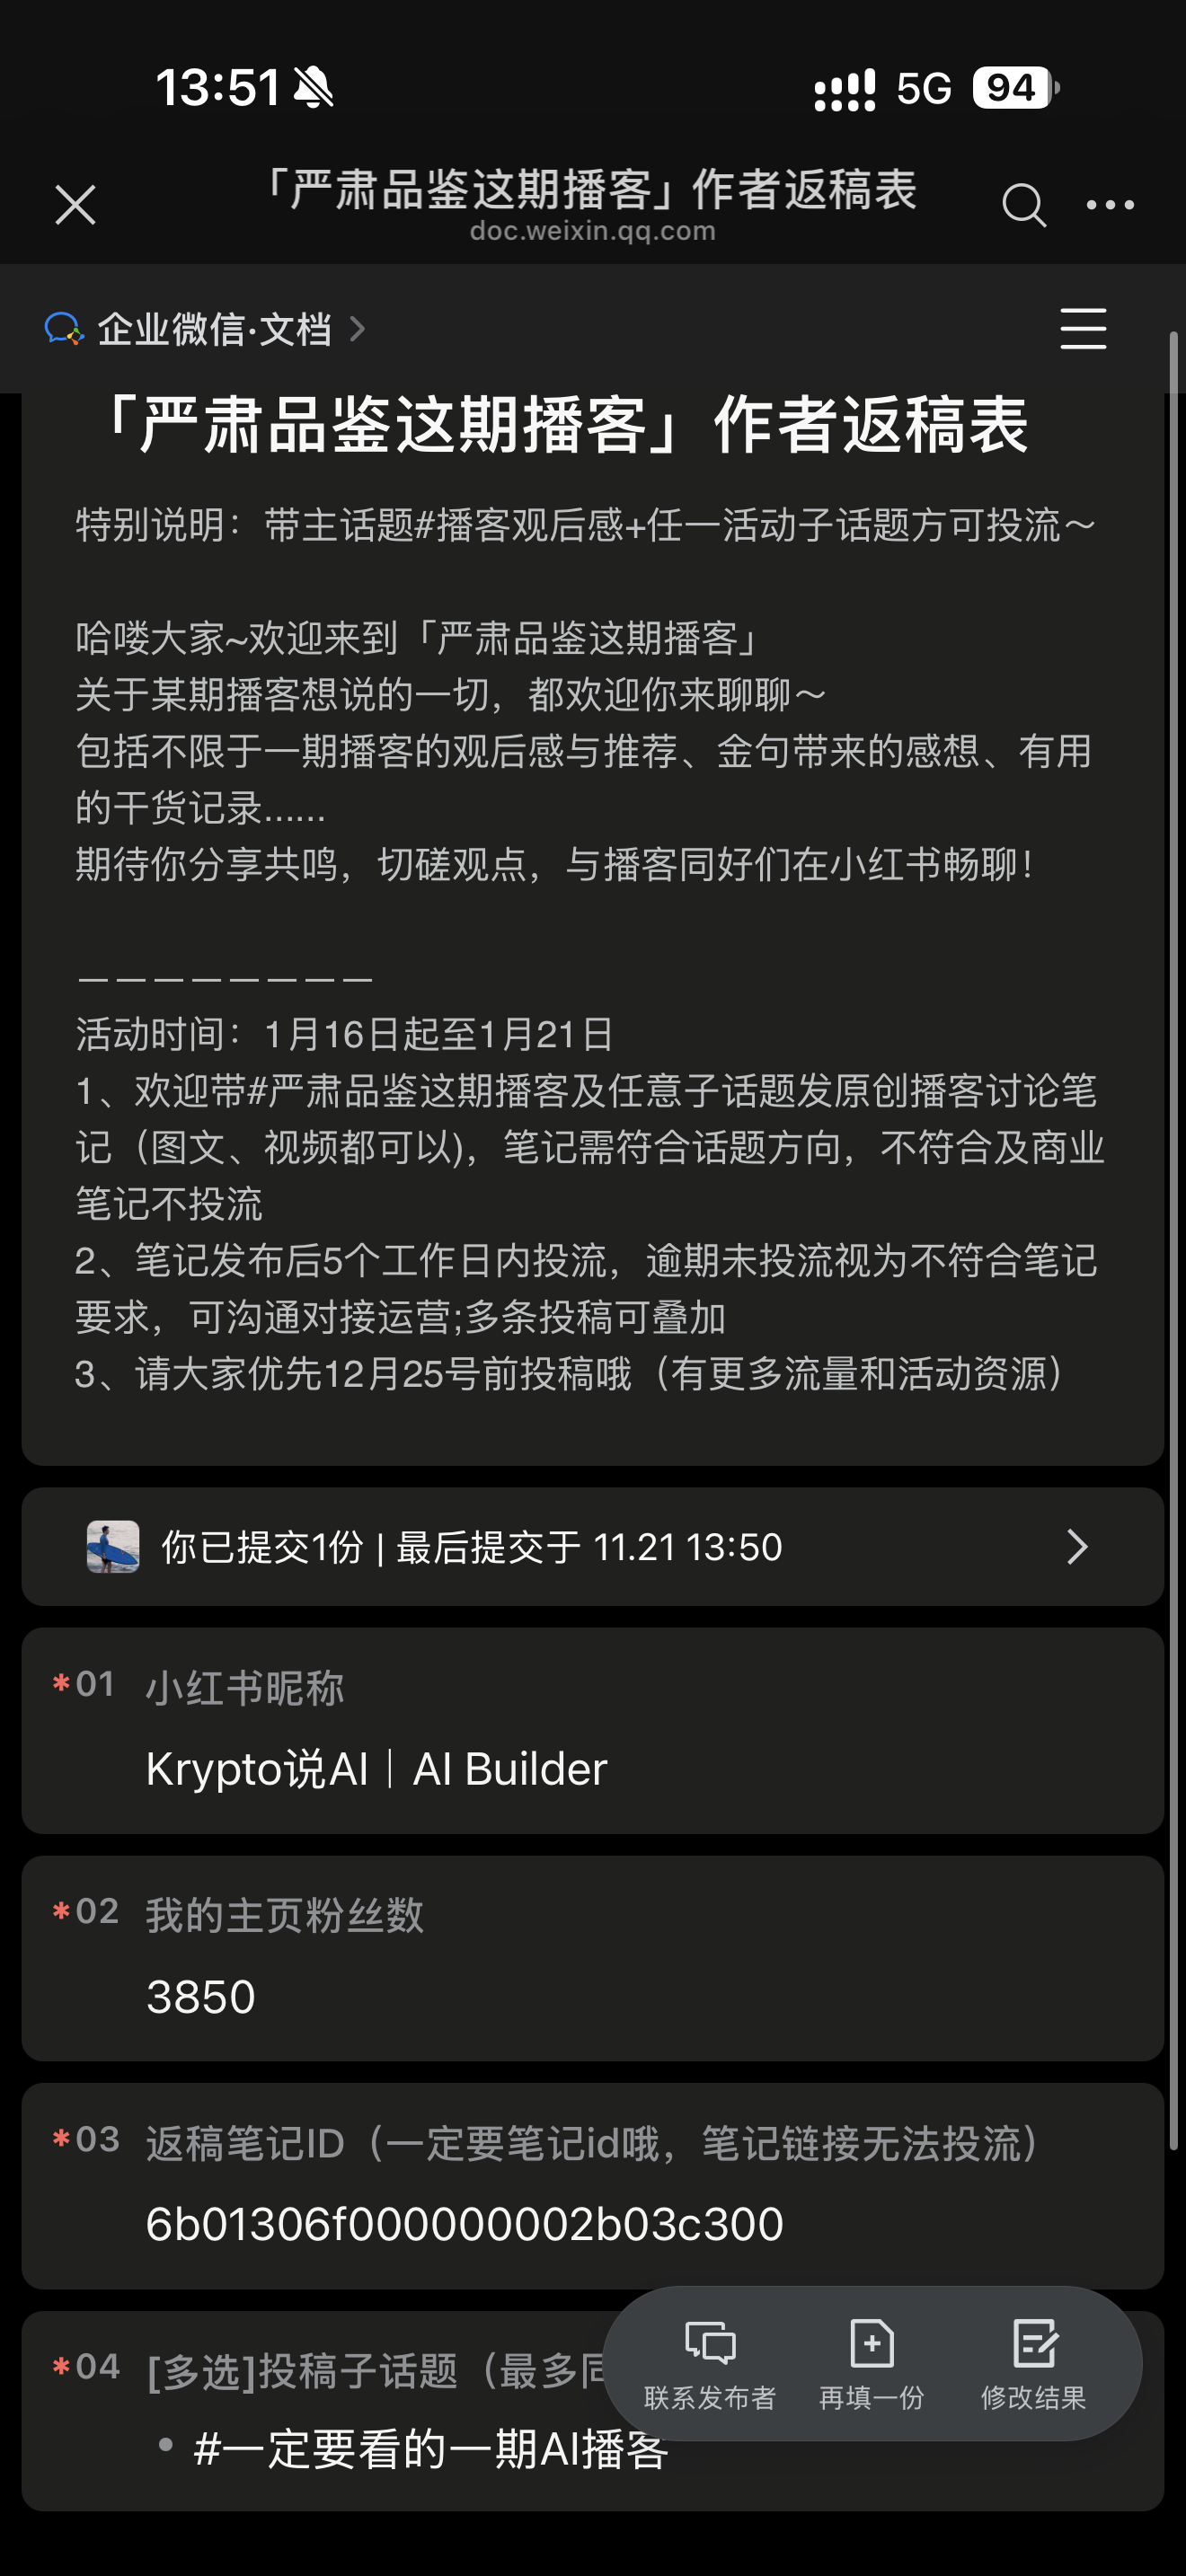 13:51
5G 94
「严肃品鉴这期播客」作者返稿表
doc.weixin.qq.com
企业微信·文档
「严肃品鉴这期播客」作者返稿表
特别说明：带主话题#播客观后感+任一活动子话题方可投流～
哈喽大家~欢迎来到「严肃品鉴这期播客」
关于某期播客想说的一切，都欢迎你来聊聊～
包括不限于一期播客的观后感与推荐、金句带来的感想、有用
的干货记录......
期待你分享共鸣，切磋观点，与播客同好们在小红书畅聊！
————————
活动时间：1月16日起至1月21日
1、欢迎带#严肃品鉴这期播客及任意子话题发原创播客讨论笔
记（图文、视频都可以)，笔记需符合话题方向，不符合及商业
笔记不投流
2、笔记发布后5个工作日内投流，逾期未投流视为不符合笔记
要求，可沟通对接运营;多条投稿可叠加
3、请大家优先12月25号前投稿哦（有更多流量和活动资源）
你已提交1份 | 最后提交于 11.21 13:50
*01 小红书昵称
Krypto说AI｜AI Builder
*02 我的主页粉丝数
3850
*03 返稿笔记ID（一定要笔记id哦，笔记链接无法投流）
6b01306f000000002b03c300
*04 [多选]投稿子话题（最多同
• #一定要看的一期AI播客
联系发布者 再填一份 修改结果